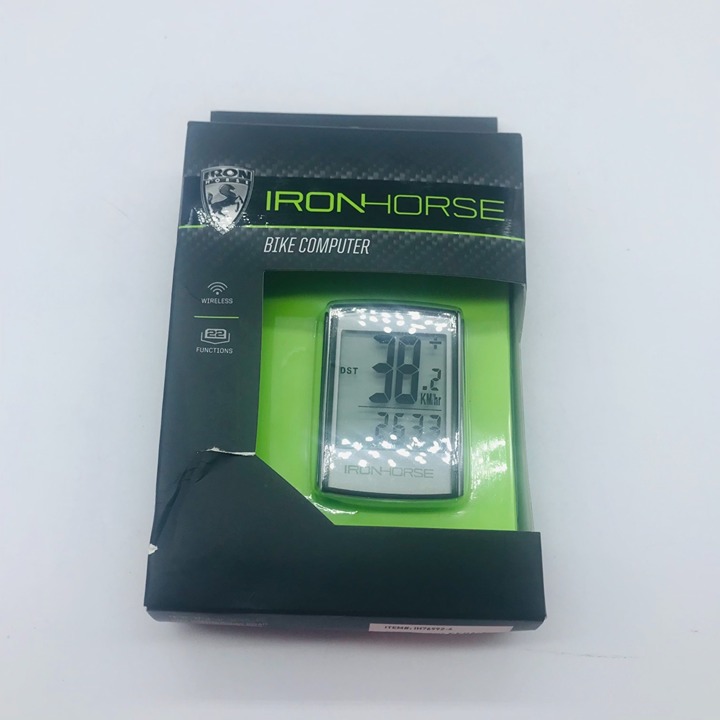 IRON
HORSE
IRONHORSE
BIKE COMPUTER
WIRELESS
22
FUNCTIONS
+
38.2
DST
KM/hr
2633
IRONHORSE